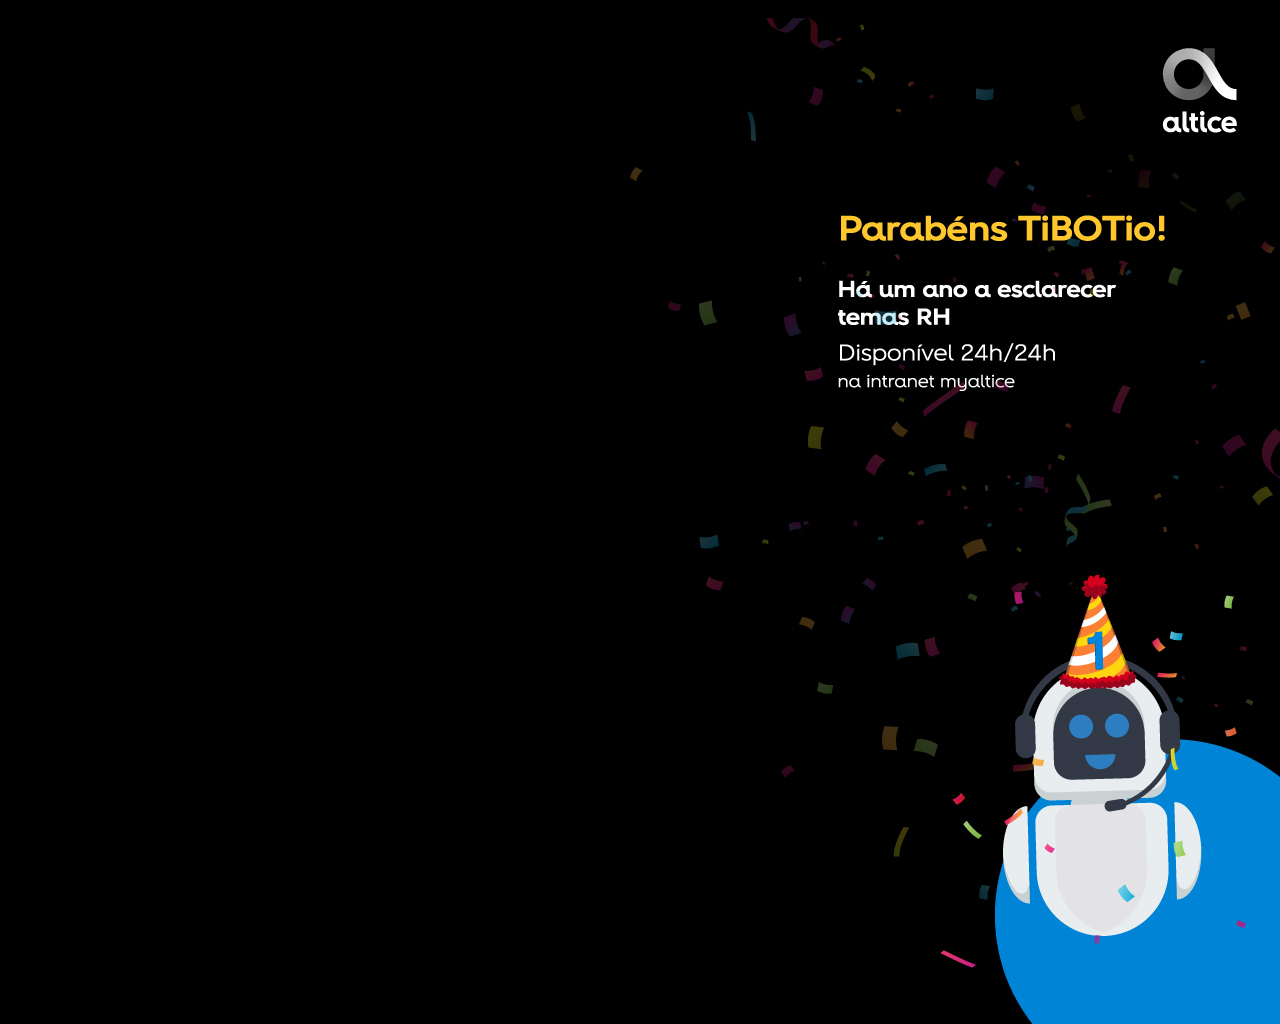 altice
Parabéns TiBOTio!
Há um ano a esclarecer
temas RH
Disponível 24h/24h
na intranet myaltice
1